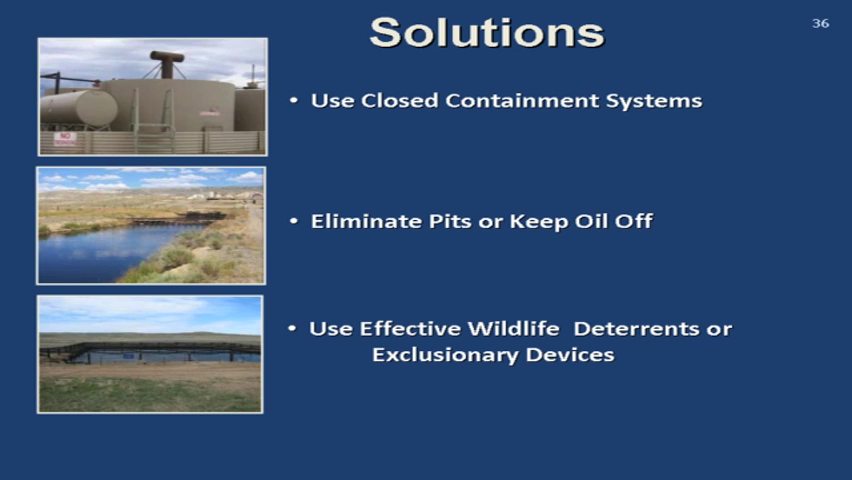 Solutions
36
• Use Closed Containment Systems
NO
• Eliminate Pits or Keep Oil Off
• Use Effective Wildlife Deterrents or
Exclusionary Devices